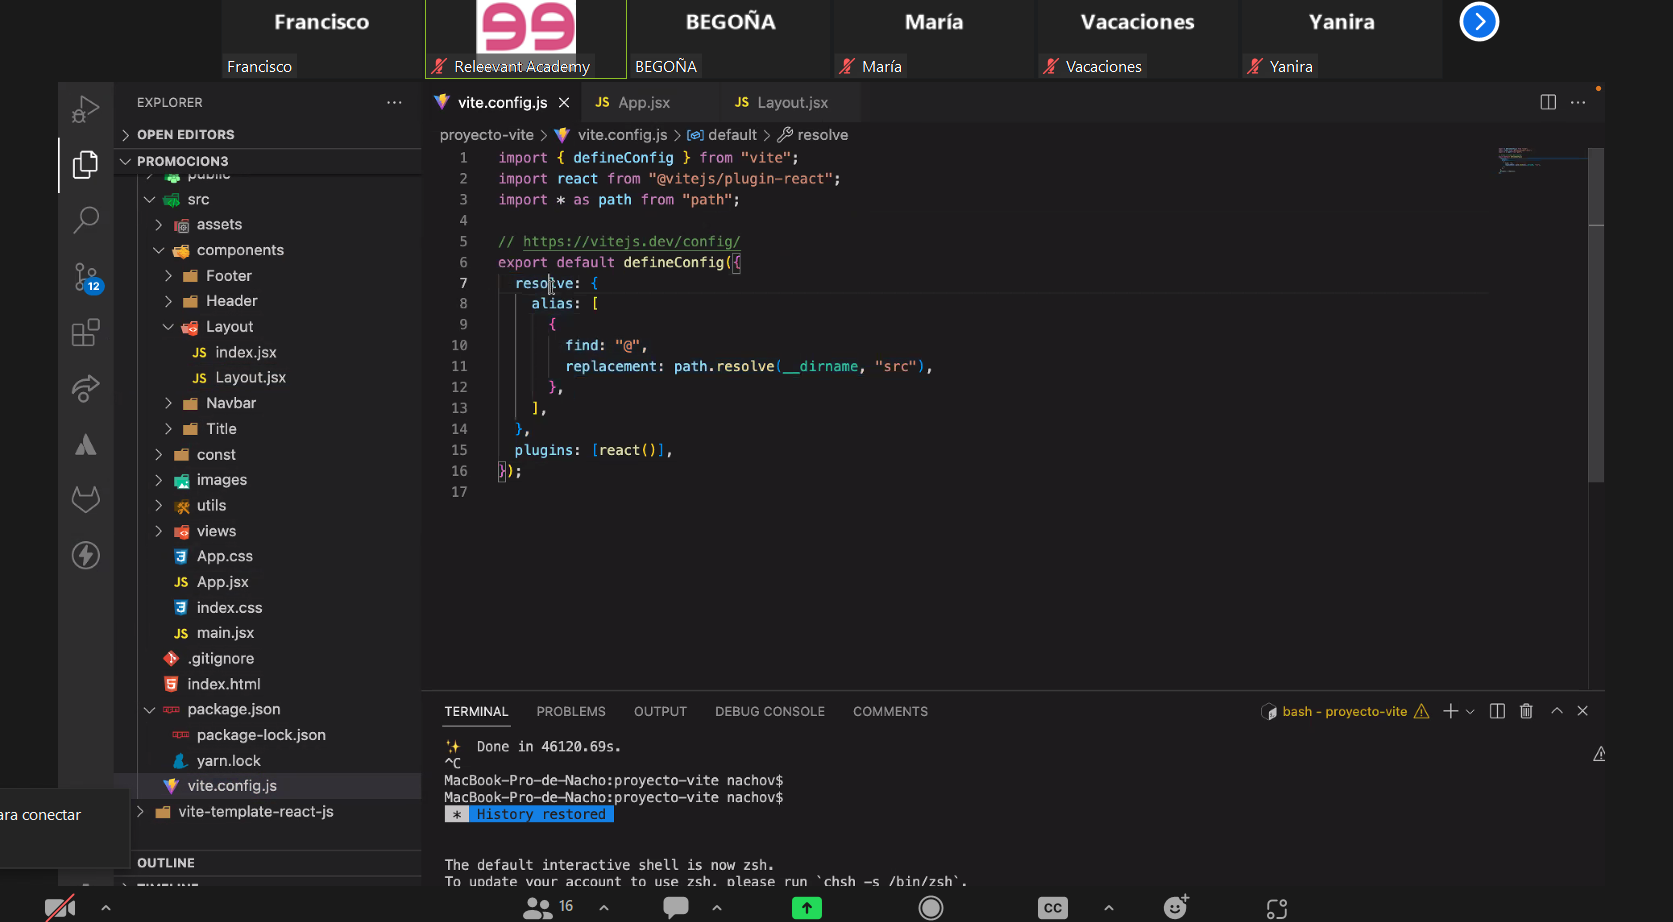 Francisco
BEGOÑA
María
Vacaciones
Yanira
Francisco
Releevant Academy
BEGOÑA
María
Vacaciones
Yanira
EXPLORER
OPEN EDITORS
PROMOCION3
public
src
assets
components
Footer
Header
Layout
JS index.jsx
JS Layout.jsx
Navbar
Title
const
images
utils
views
App.css
JS App.jsx
index.css
JS main.jsx
.gitignore
index.html
package.json
package-lock.json
yarn.lock
vite.config.js
vite-template-react-js
OUTLINE
TIMELINE
12
ara conectar
vite.config.js
JS App.jsx
JS Layout.jsx
proyecto-vite > vite.config.js > default > resolve
1 import { defineConfig } from "vite";
2 import react from "@vitejs/plugin-react";
3 import * as path from "path";
4
5 // https://vitejs.dev/config/
6 export default defineConfig({
7 resolve: {
8 alias: [
9 {
10 find: "@",
11 replacement: path.resolve(__dirname, "src"),
12 },
13 ],
14 },
15 plugins: [react()],
16 });
17
TERMINAL PROBLEMS OUTPUT DEBUG CONSOLE COMMENTS
bash - proyecto-vite
Done in 46120.69s.
^C
MacBook-Pro-de-Nacho:proyecto-vite nachov$
MacBook-Pro-de-Nacho:proyecto-vite nachov$
* History restored
The default interactive shell is now zsh.
To update your account to use zsh, please run `chsh -s /bin/zsh`.
16
CC